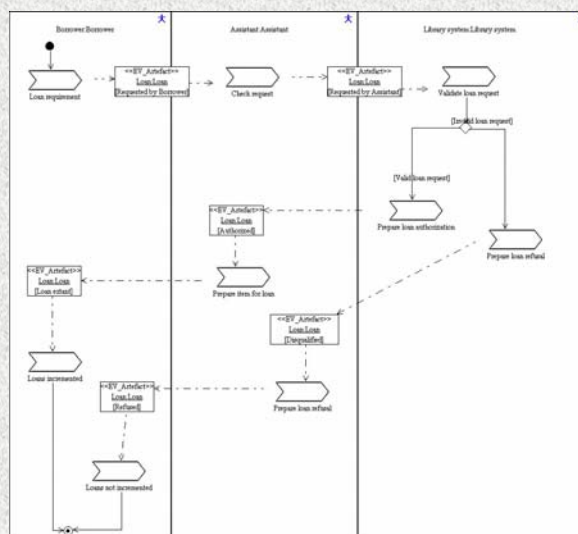 Borrower.Borrower
Assistant.Assistant
Library system.Library system
<<EV_Artefact>>
Loan.Loan
[Requested by Borrower]
<<EV_Artefact>>
Loan.Loan
[Requested by Assistant]
Loan requirement
Check request
Validate loan request
[Invalid loan request]
[Valid loan request]
<<EV_Artefact>>
Loan.Loan
[Authorized]
Prepare loan authorization
Prepare loan refusal
<<EV_Artefact>>
Loan.Loan
[Loan extant]
Prepare item for loan
<<EV_Artefact>>
Loan.Loan
[Disqualified]
Loans incremented
<<EV_Artefact>>
Loan.Loan
[Refused]
Prepare loan refusal
Loans not incremented